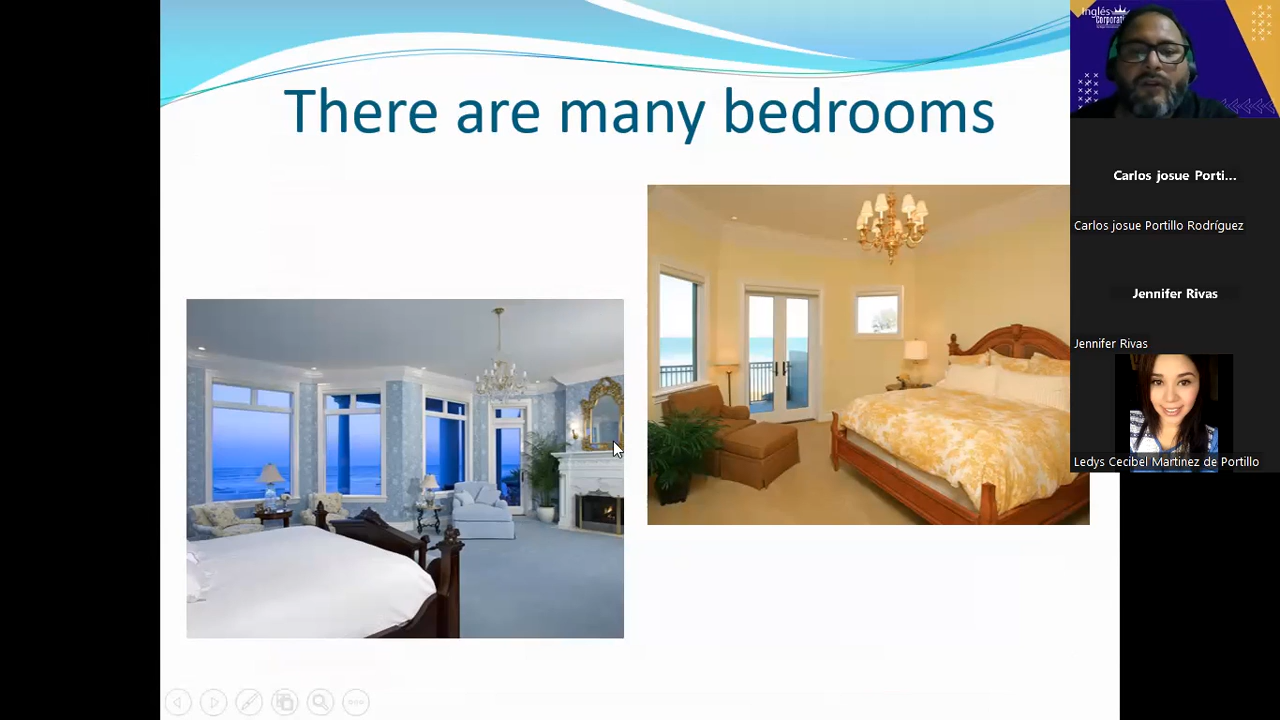 There are many bedrooms
Inglés
Corporativo
Carlos josue Porti...
Carlos josue Portillo Rodríguez
Jennifer Rivas
Jennifer Rivas
Ledys Cecibel Martinez de Portillo